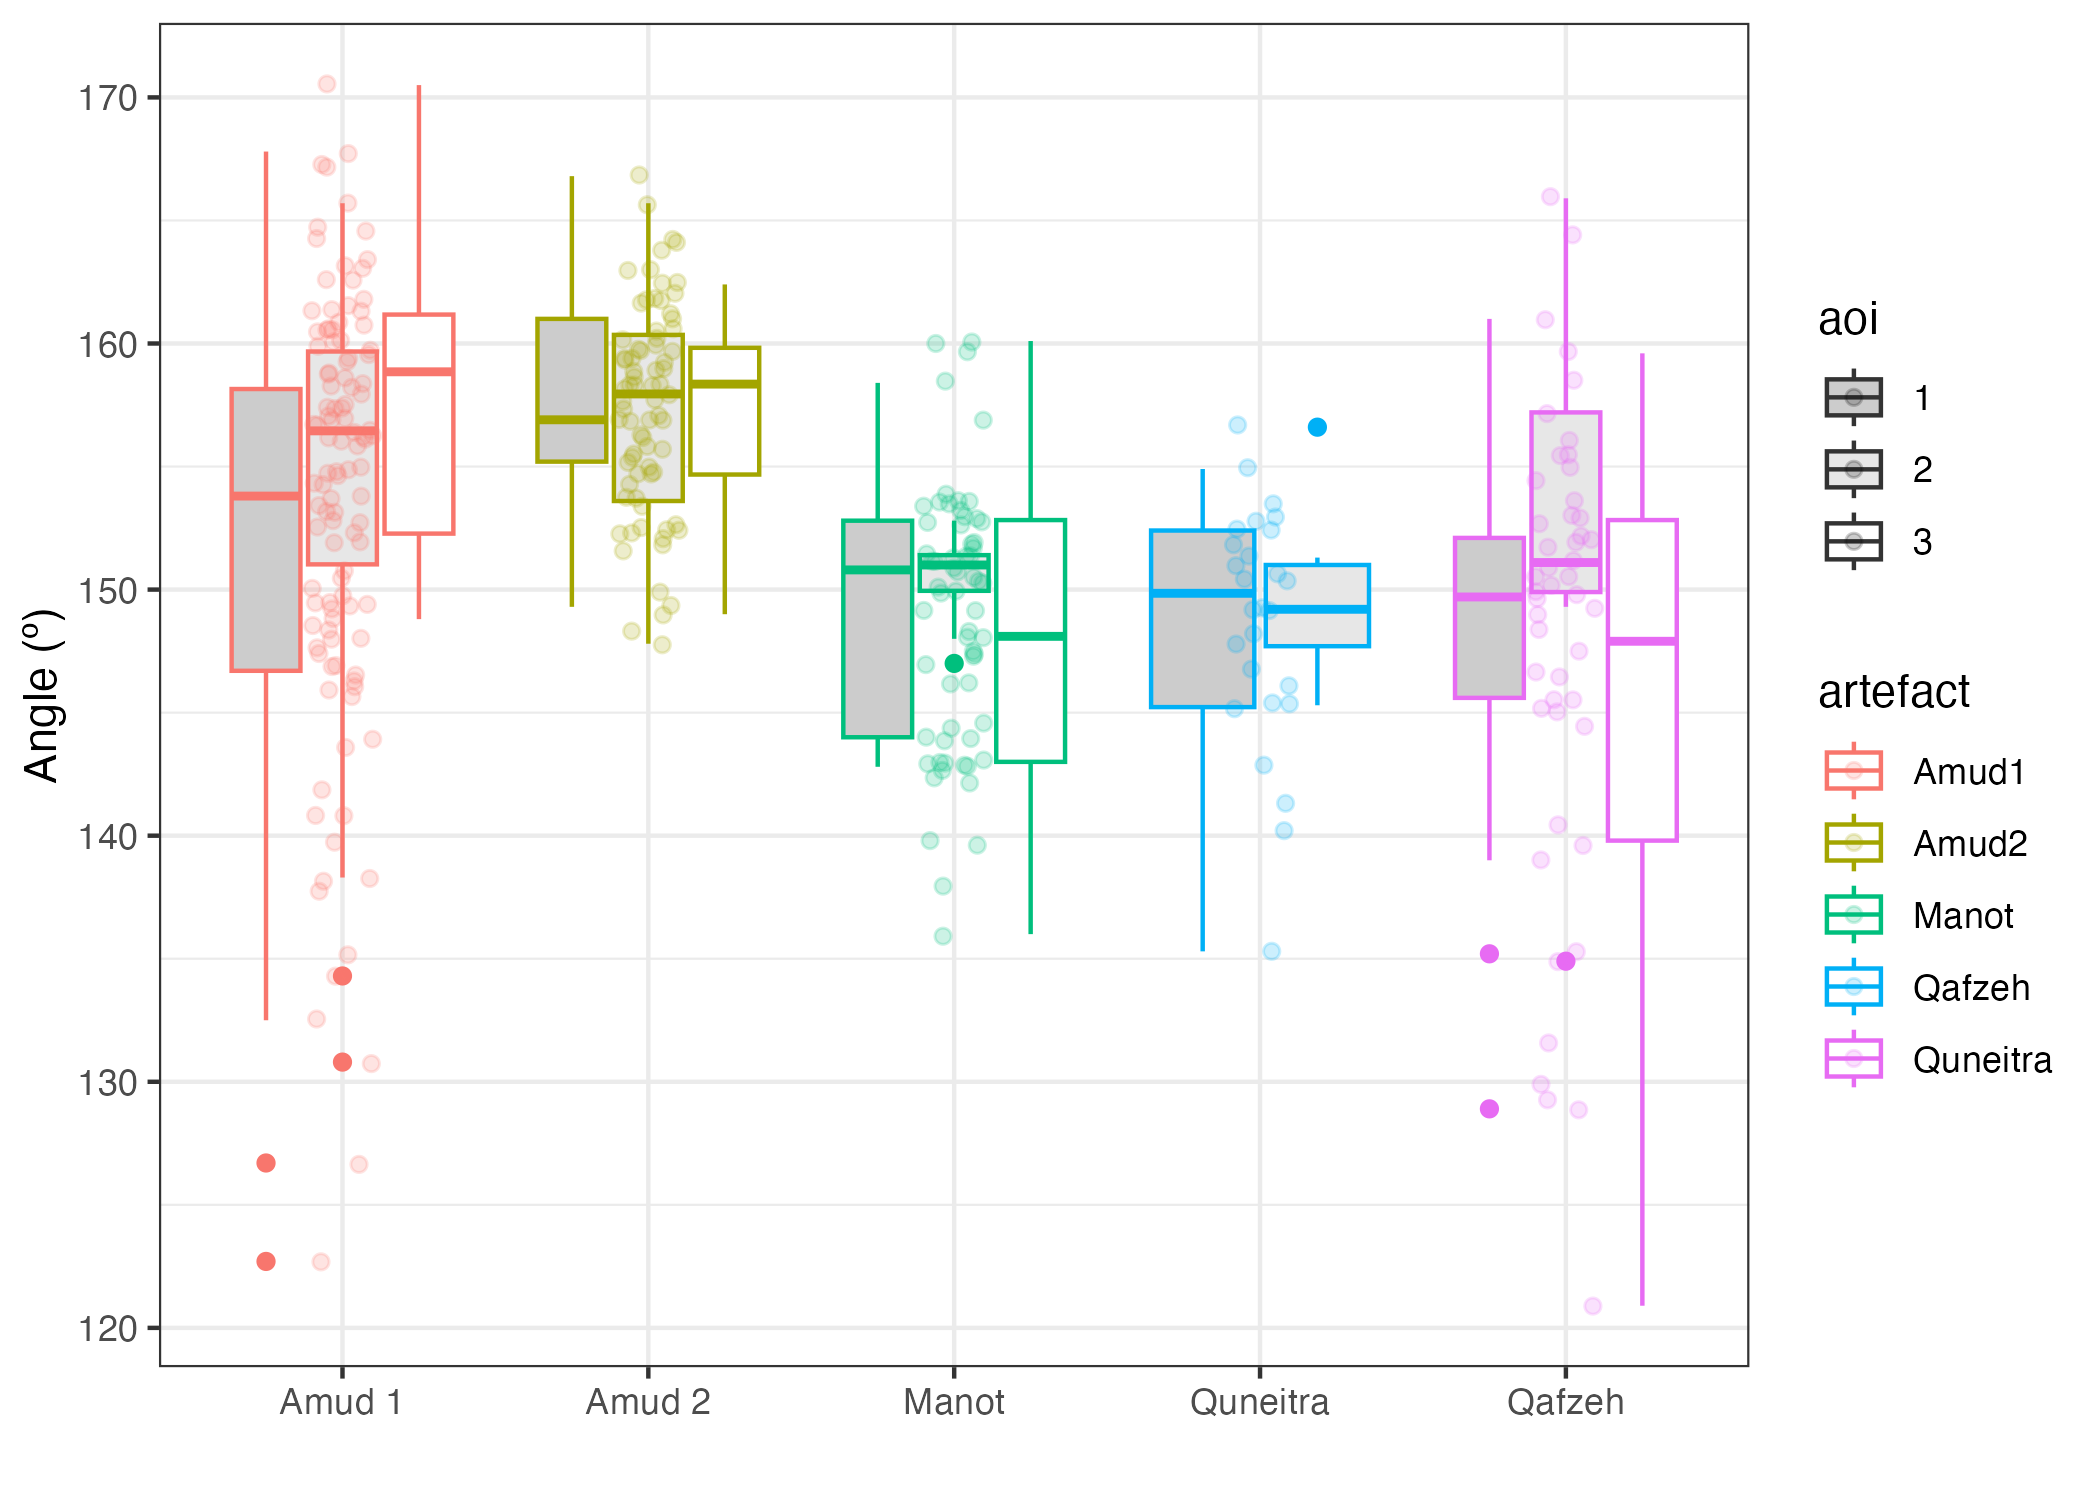 Angle (º)
170
160
150
140
130
120
Amud 1
Amud 2
Manot
Quneitra
Qafzeh
aoi
1
2
3
artefact
Amud1
Amud2
Manot
Qafzeh
Quneitra